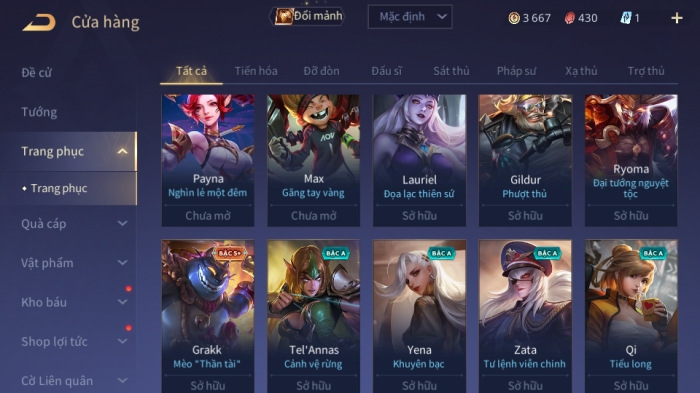 Cửa hàng
Đổi mảnh
Mặc định
3 667
430
1
Đề cử
Tướng
Trang phục
Trang phục
Quà cáp
Vật phẩm
Kho báu
Shop lợi tức
Cờ Liên quân
Tất cả
Tiến hóa
Đỡ đòn
Đấu sĩ
Sát thủ
Pháp sư
Xạ thủ
Trợ thủ
Payna
Nghìn lẻ một đêm
Chưa mở
AOV
Max
Găng tay vàng
Chưa mở
Lauriel
Đọa lạc thiên sứ
Sở hữu
Gildur
Phượt thủ
Sở hữu
Ryoma
Đại tướng nguyệt
tộc
Sở hữu
BẬC S+
Grakk
Mèo "Thần tài"
Sở hữu
BẬC A
Tel'Annas
Cảnh vệ rừng
Sở hữu
BẬC A
Yena
Khuyên bạc
Sở hữu
BẬC A
Zata
Tư lệnh viễn chinh
Sở hữu
BẬC A
Qi
Tiểu long
Sở hữu